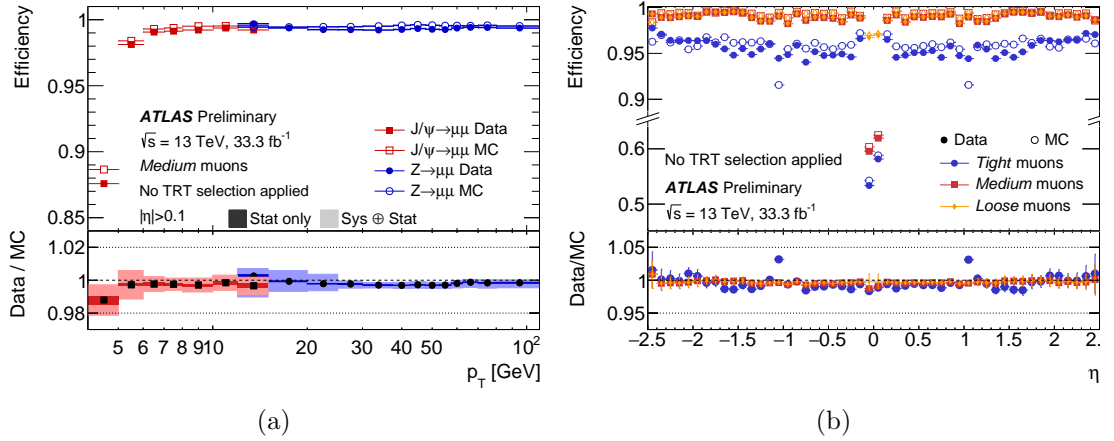 Efficiency
1
0.95
0.9
0.85
ATLAS Preliminary
√s = 13 TeV, 33.3 fb⁻¹
Medium muons
No TRT selection applied
|η|>0.1
J/ψ→μμ Data
J/ψ→μμ MC
Z→μμ Data
Z→μμ MC
Stat only
Sys ⊕ Stat
Data / MC
1.02
1
0.98
5 6 7 8 910 20 30 40 50 10²
p_T [GeV]
(a)
Efficiency
1
0.95
0.9
0.6
0.5
Data MC
No TRT selection applied
Tight muons
ATLAS Preliminary
Medium muons
√s = 13 TeV, 33.3 fb⁻¹
Loose muons
Data/MC
1.05
1
0.95
−2.5 −2 −1.5 −1 −0.5 0 0.5 1 1.5 2 2.5
η
(b)